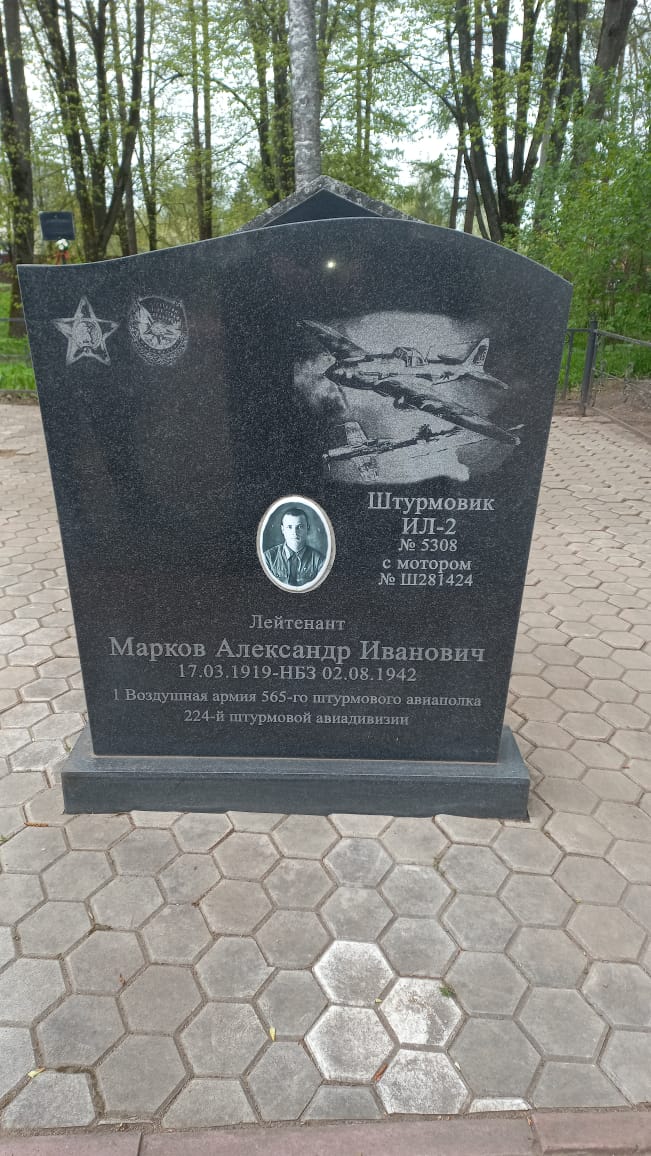 Штурмовик
ИЛ-2
№ 5308
с мотором
№ Ш281424
Лейтенант
Марков Александр Иванович
17.03.1919-НБЗ 02.08.1942
1 Воздушная армия 565-го штурмового авиаполка
224-й штурмовой авиадивизии